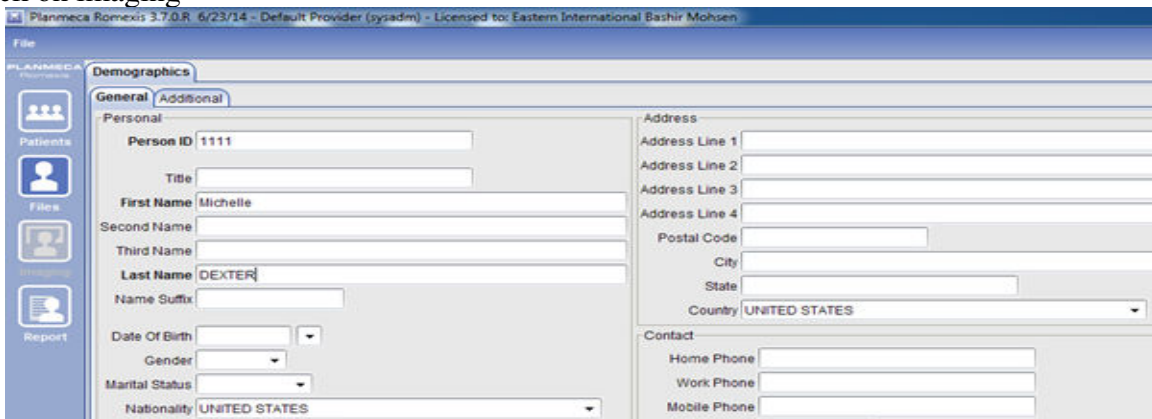 on imaging
Planmeca Romexis 3.7.0.R 6/23/14 - Default Provider (sysadm) - Licensed to: Eastern International Bashir Mohsen
File
PLANMECA
Romexis
Patients
Files
Imaging
Report
Demographics
General Additional
Personal
Person ID 1111
Title
First Name Michelle
Second Name
Third Name
Last Name DEXTER
Name Suffix
Date Of Birth
Gender
Marital Status
Nationality UNITED STATES
Address
Address Line 1
Address Line 2
Address Line 3
Address Line 4
Postal Code
City
State
Country UNITED STATES
Contact
Home Phone
Work Phone
Mobile Phone